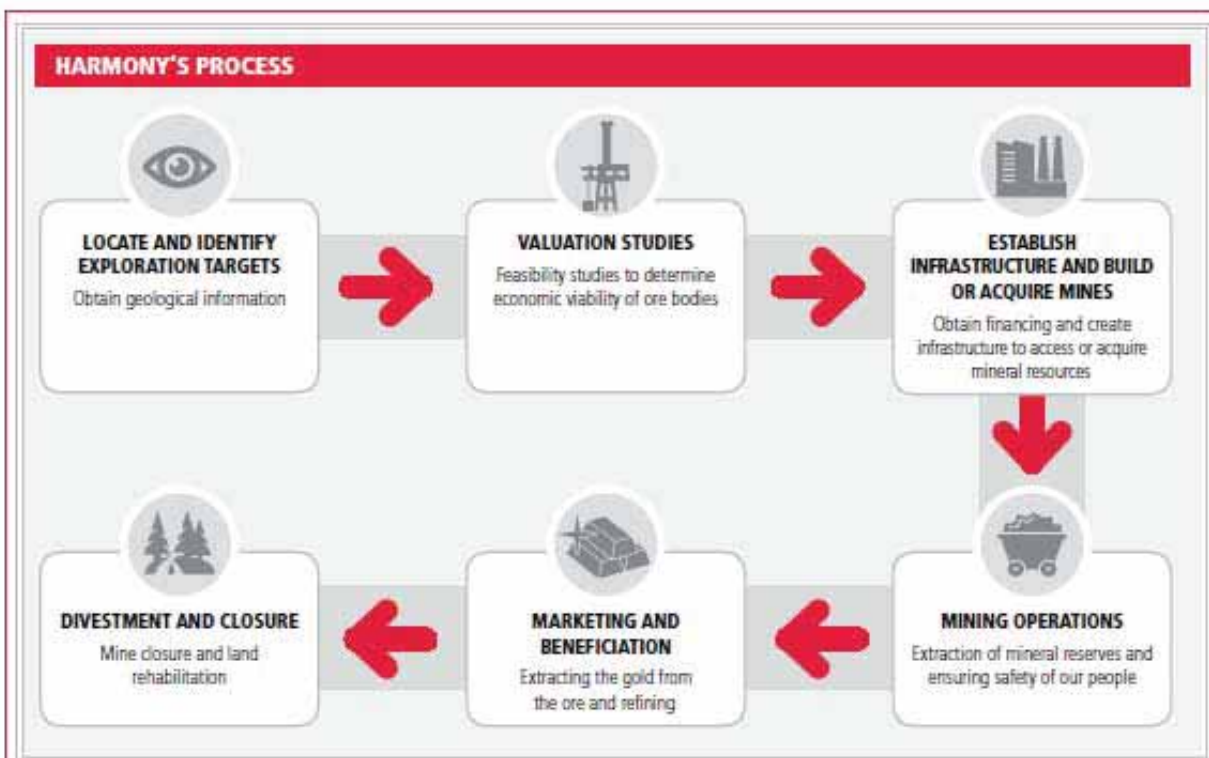 HARMONY'S PROCESS
LOCATE AND IDENTIFY
EXPLORATION TARGETS
Obtain geological information
VALUATION STUDIES
Feasibility studies to determine
economic viability of ore bodies
ESTABLISH
INFRASTRUCTURE AND BUILD
OR ACQUIRE MINES
Obtain financing and create
infrastructure to access or acquire
mineral resources
MINING OPERATIONS
Extraction of mineral reserves and
ensuring safety of our people
MARKETING AND
BENEFICIATION
Extracting the gold from
the ore and refining
DIVESTMENT AND CLOSURE
Mine closure and land
rehabilitation